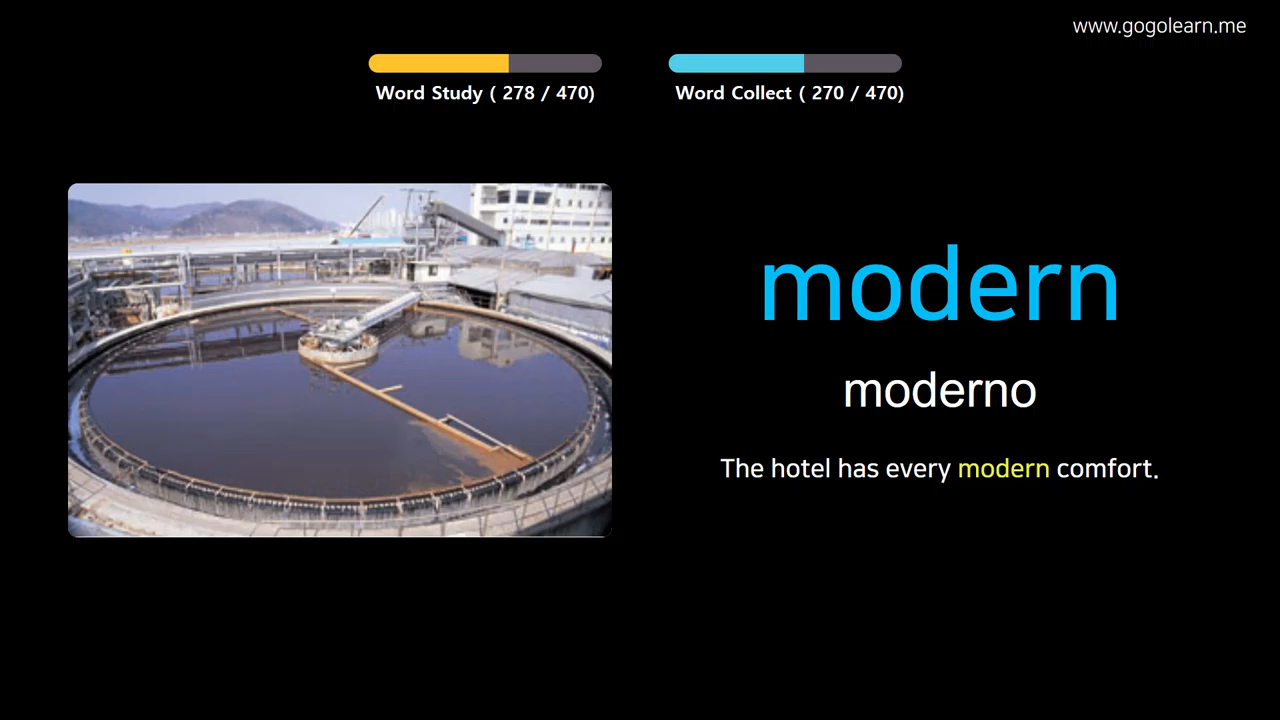 www.gogolearn.me
Word Study ( 278 / 470)
Word Collect ( 270 / 470)
modern
moderno
The hotel has every modern comfort.